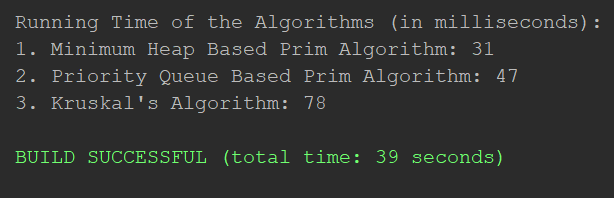 Running Time of the Algorithms (in milliseconds):
1. Minimum Heap Based Prim Algorithm: 31
2. Priority Queue Based Prim Algorithm: 47
3. Kruskal's Algorithm: 78
BUILD SUCCESSFUL (total time: 39 seconds)